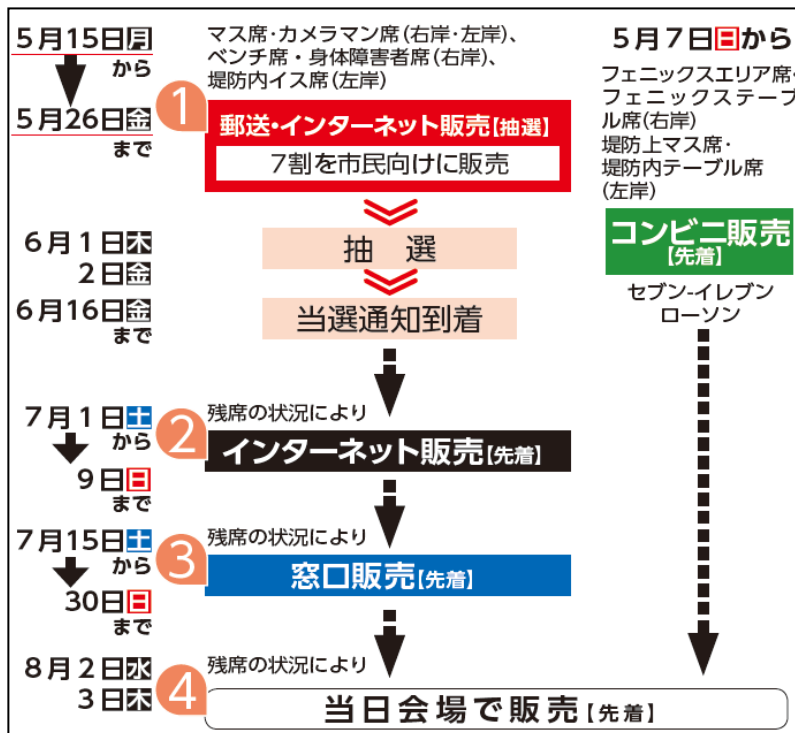 5月15日月
から
5月26日金
まで
マス席・カメラマン席(右岸・左岸)、
ベンチ席・身体障害者席(右岸)、
堤防内イス席(左岸)
1
郵送・インターネット販売【抽選】
7割を市民向けに販売
6月1日木
2日金
抽 選
6月16日金
まで
当選通知到着
7月1日土
から
9日日
まで
2
残席の状況により
インターネット販売【先着】
7月15日土
から
30日日
まで
3
残席の状況により
窓口販売【先着】
8月2日水
3日木
4
残席の状況により
当日会場で販売【先着】
5月7日日から
フェニックスエリア席・
フェニックステーブ
ル席(右岸)
堤防上マス席・
堤防内テーブル席
(左岸)
コンビニ販売
【先着】
セブン-イレブン
ローソン